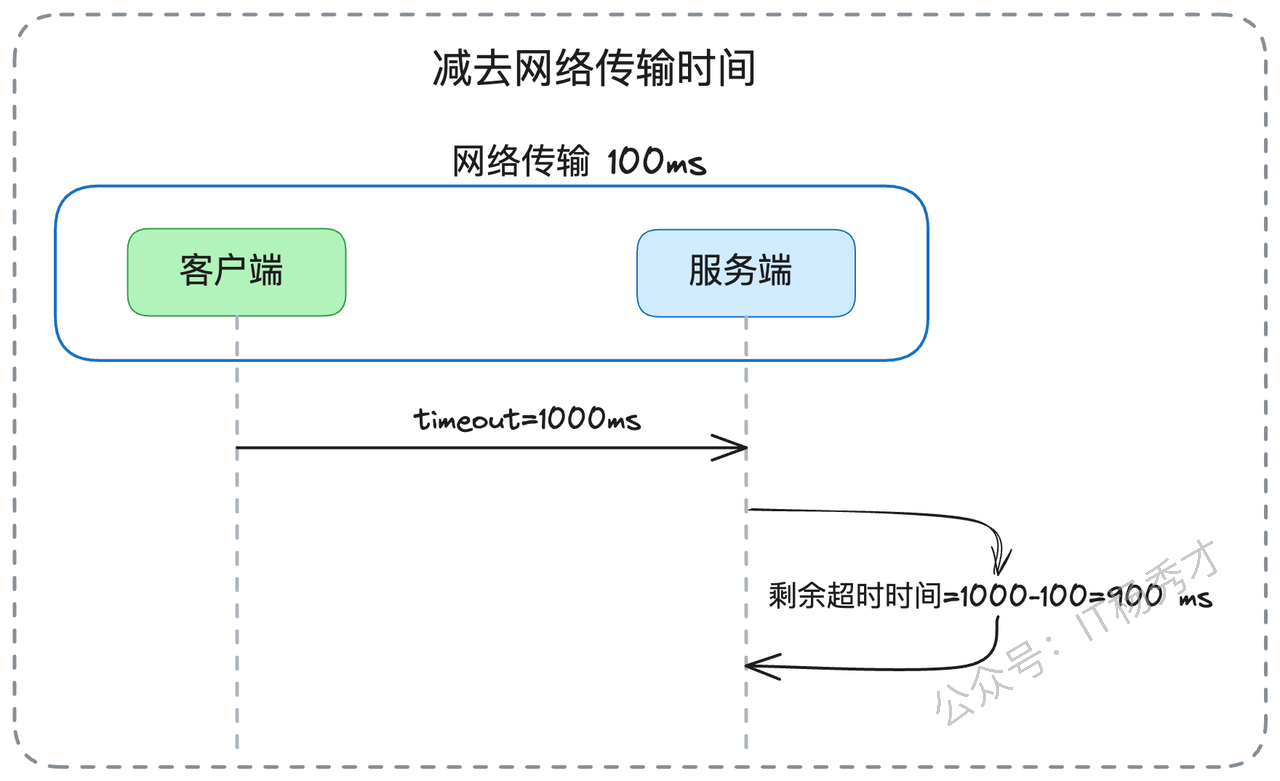 减去网络传输时间
网络传输 100ms
客户端
服务端
timeout=1000ms
剩余超时时间=1000-100=900 ms
公众号：IT杨秀才